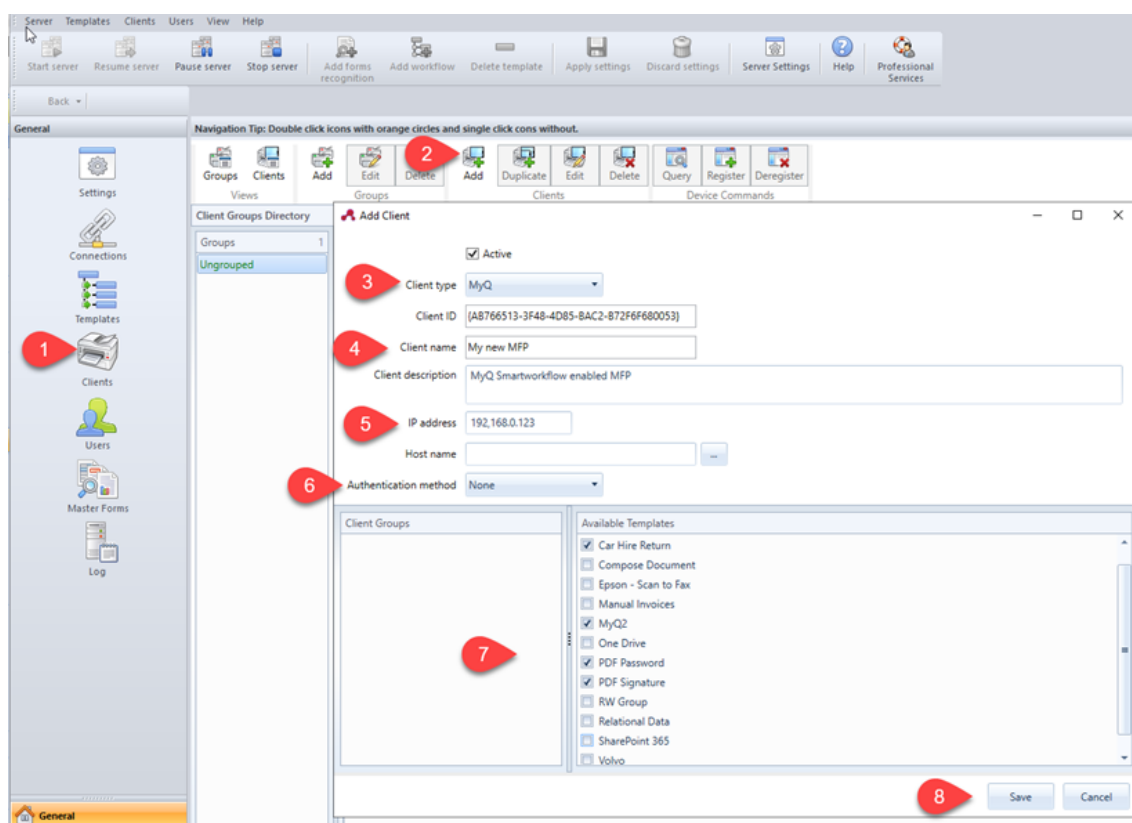 Server Templates Clients Users View Help
Start server Resume server Pause server Stop server Add forms recognition Add workflow Delete template Apply settings Discard settings Server Settings Help Professional Services
Back
General
Navigation Tip: Double click icons with orange circles and single click cons without.
Settings
Connections
Templates
1
Clients
Users
Master Forms
Log
General
Groups Clients Add Edit Delete 2 Add Duplicate Edit Delete Query Register Deregister
Views Groups Clients Device Commands
Client Groups Directory
Groups 1
Ungrouped
Add Client
Active
3 Client type MyQ
Client ID {AB766513-3F48-4D85-BAC2-B72F6F680053}
4 Client name My new MFP
Client description MyQ Smartworkflow enabled MFP
5 IP address 192,168.0.123
Host name ...
6 Authentication method None
Client Groups
7
Available Templates
Car Hire Return
Compose Document
Epson - Scan to Fax
Manual Invoices
MyQ2
One Drive
PDF Password
PDF Signature
RW Group
Relational Data
SharePoint 365
Volvo
8 Save Cancel